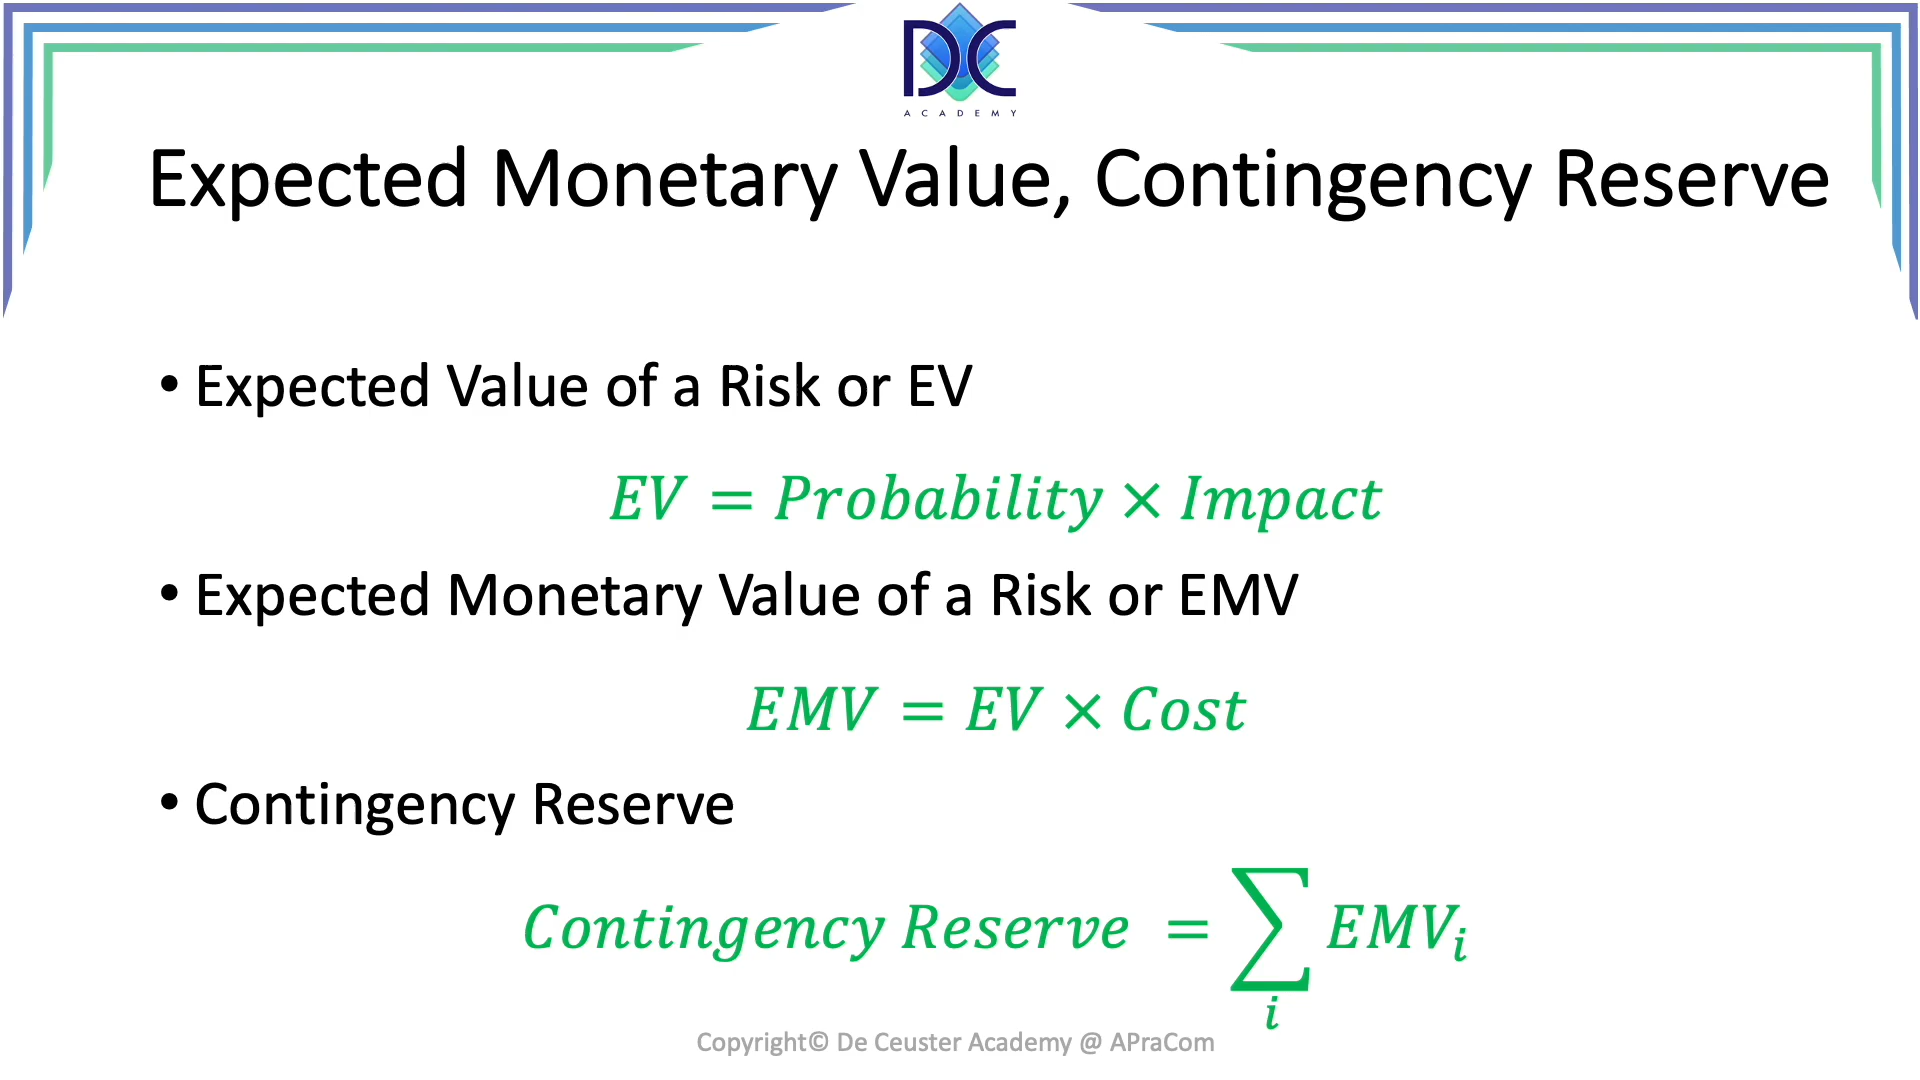 DC
ACADEMY
Expected Monetary Value, Contingency Reserve
• Expected Value of a Risk or EV
EV = Probability × Impact
• Expected Monetary Value of a Risk or EMV
EMV = EV × Cost
• Contingency Reserve
Contingency Reserve = ∑ᵢ EMVᵢ
Copyright© De Ceuster Academy @ APraCom